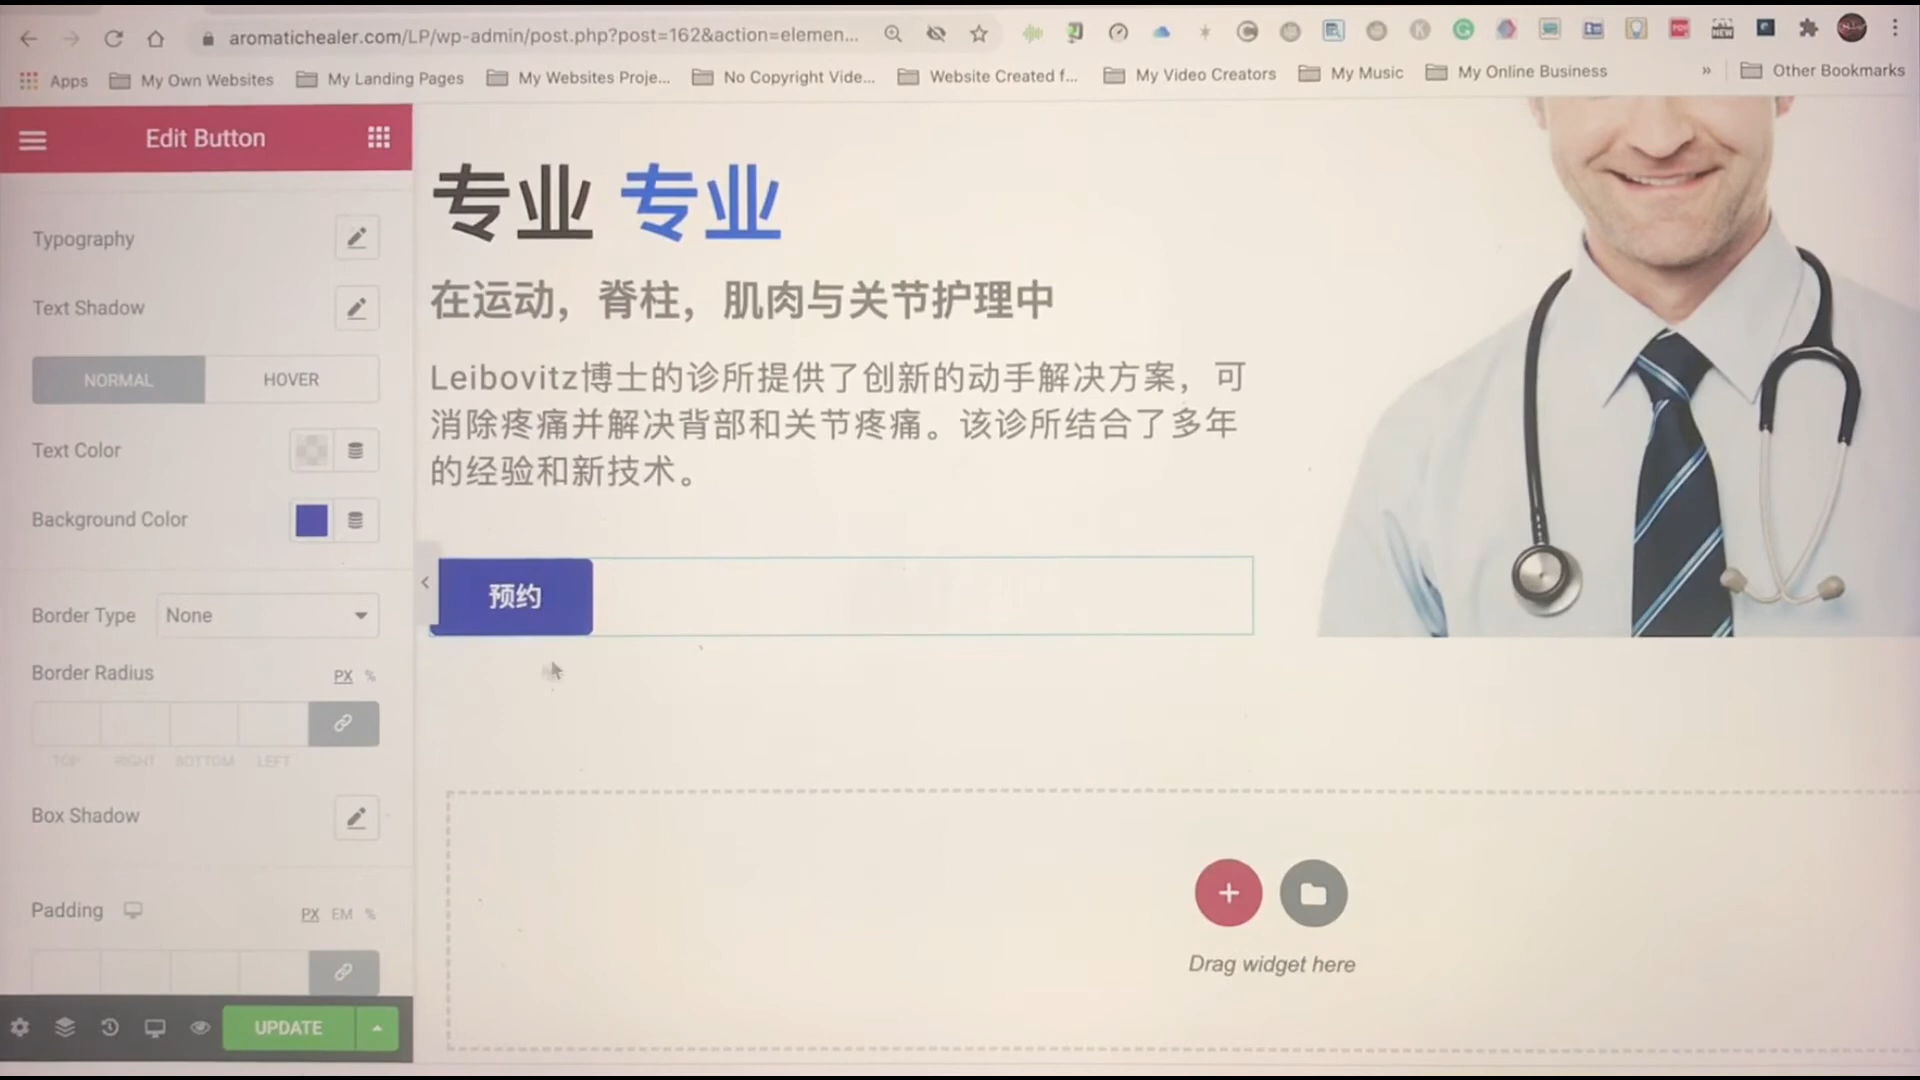 aromatichealer.com/LP/wp-admin/post.php?post=162&action=elemen...
Apps
My Own Websites
My Landing Pages
My Websites Proje...
No Copyright Vide...
Website Created f...
My Video Creators
My Music
My Online Business
»
Other Bookmarks
Edit Button
Typography
Text Shadow
NORMAL
HOVER
Text Color
Background Color
Border Type
None
Border Radius
PX %
TOP RIGHT BOTTOM LEFT
Box Shadow
Padding
PX EM %
UPDATE
专业 专业
在运动，脊柱，肌肉与关节护理中
Leibovitz博士的诊所提供了创新的动手解决方案，可
消除疼痛并解决背部和关节疼痛。该诊所结合了多年
的经验和新技术。
预约
Drag widget here